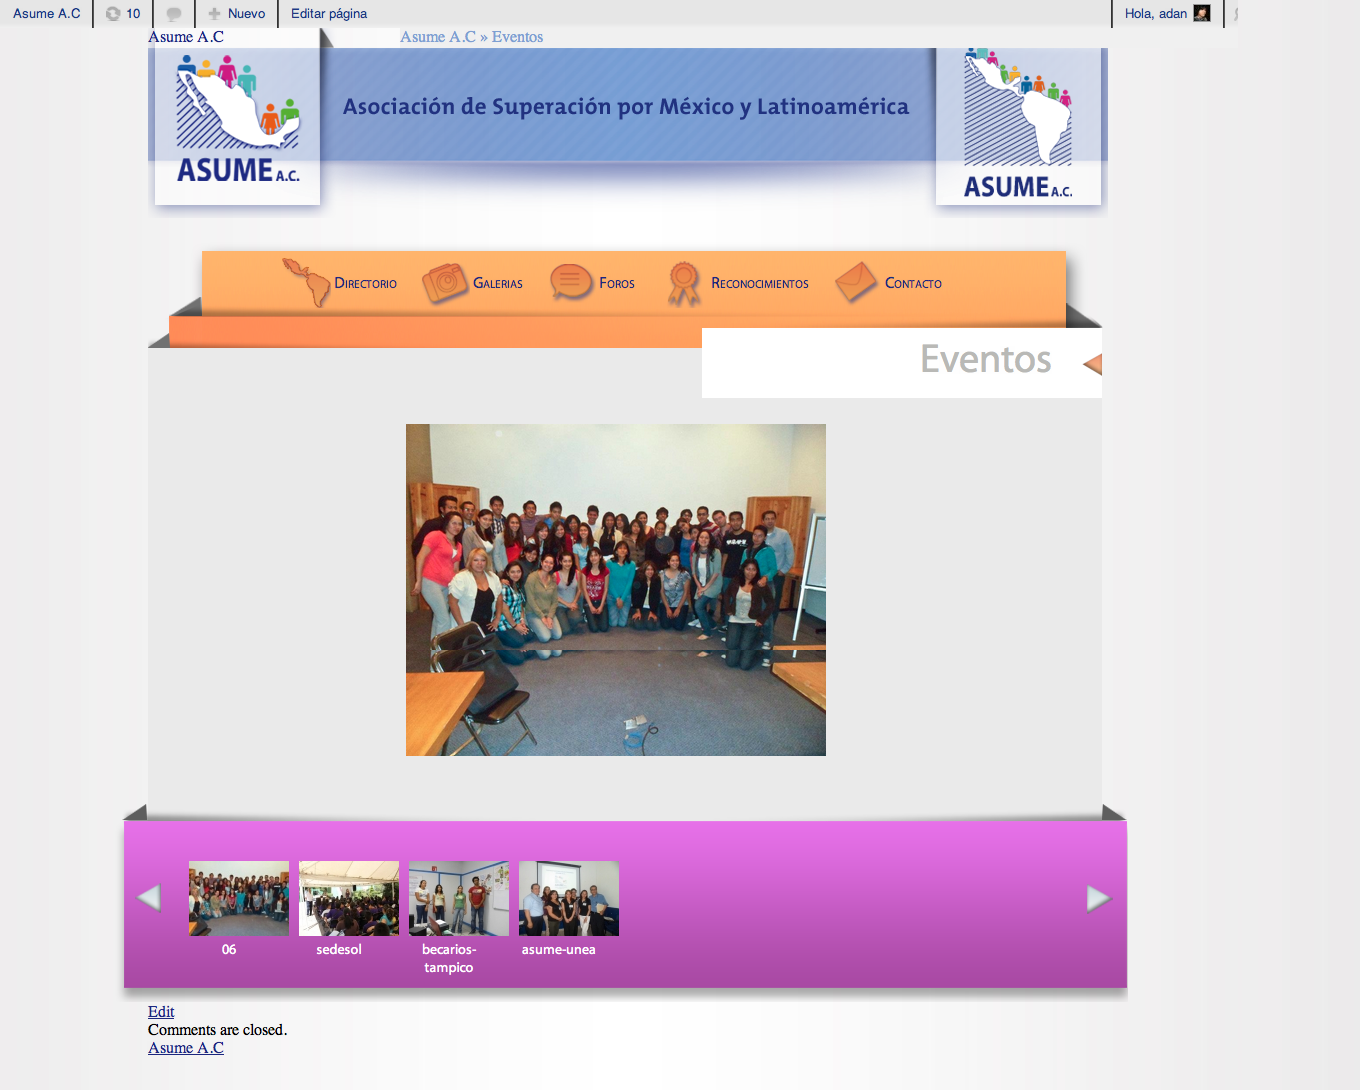 Asume A.C
10
Nuevo
Editar página
Hola, adan
Asume A.C
Asume A.C » Eventos
Asociación de Superación por México y Latinoamérica
ASUME A.C.
ASUME A.C.
Directorio
Galerias
Foros
Reconocimientos
Contacto
Eventos
06
sedesol
becarios-
tampico
asume-unea
Edit
Comments are closed.
Asume A.C